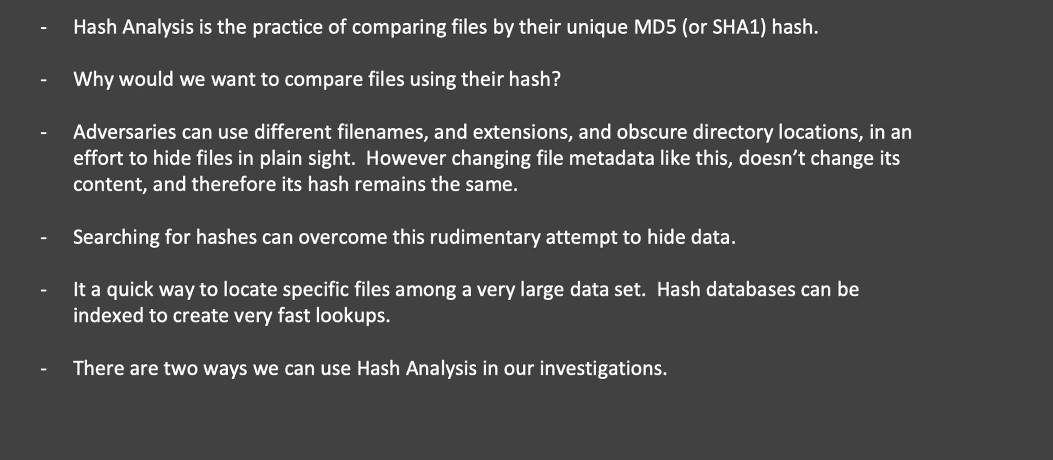 - Hash Analysis is the practice of comparing files by their unique MD5 (or SHA1) hash.
- Why would we want to compare files using their hash?
- Adversaries can use different filenames, and extensions, and obscure directory locations, in an
effort to hide files in plain sight.  However changing file metadata like this, doesn’t change its
content, and therefore its hash remains the same.
- Searching for hashes can overcome this rudimentary attempt to hide data.
- It a quick way to locate specific files among a very large data set.  Hash databases can be
indexed to create very fast lookups.
- There are two ways we can use Hash Analysis in our investigations.